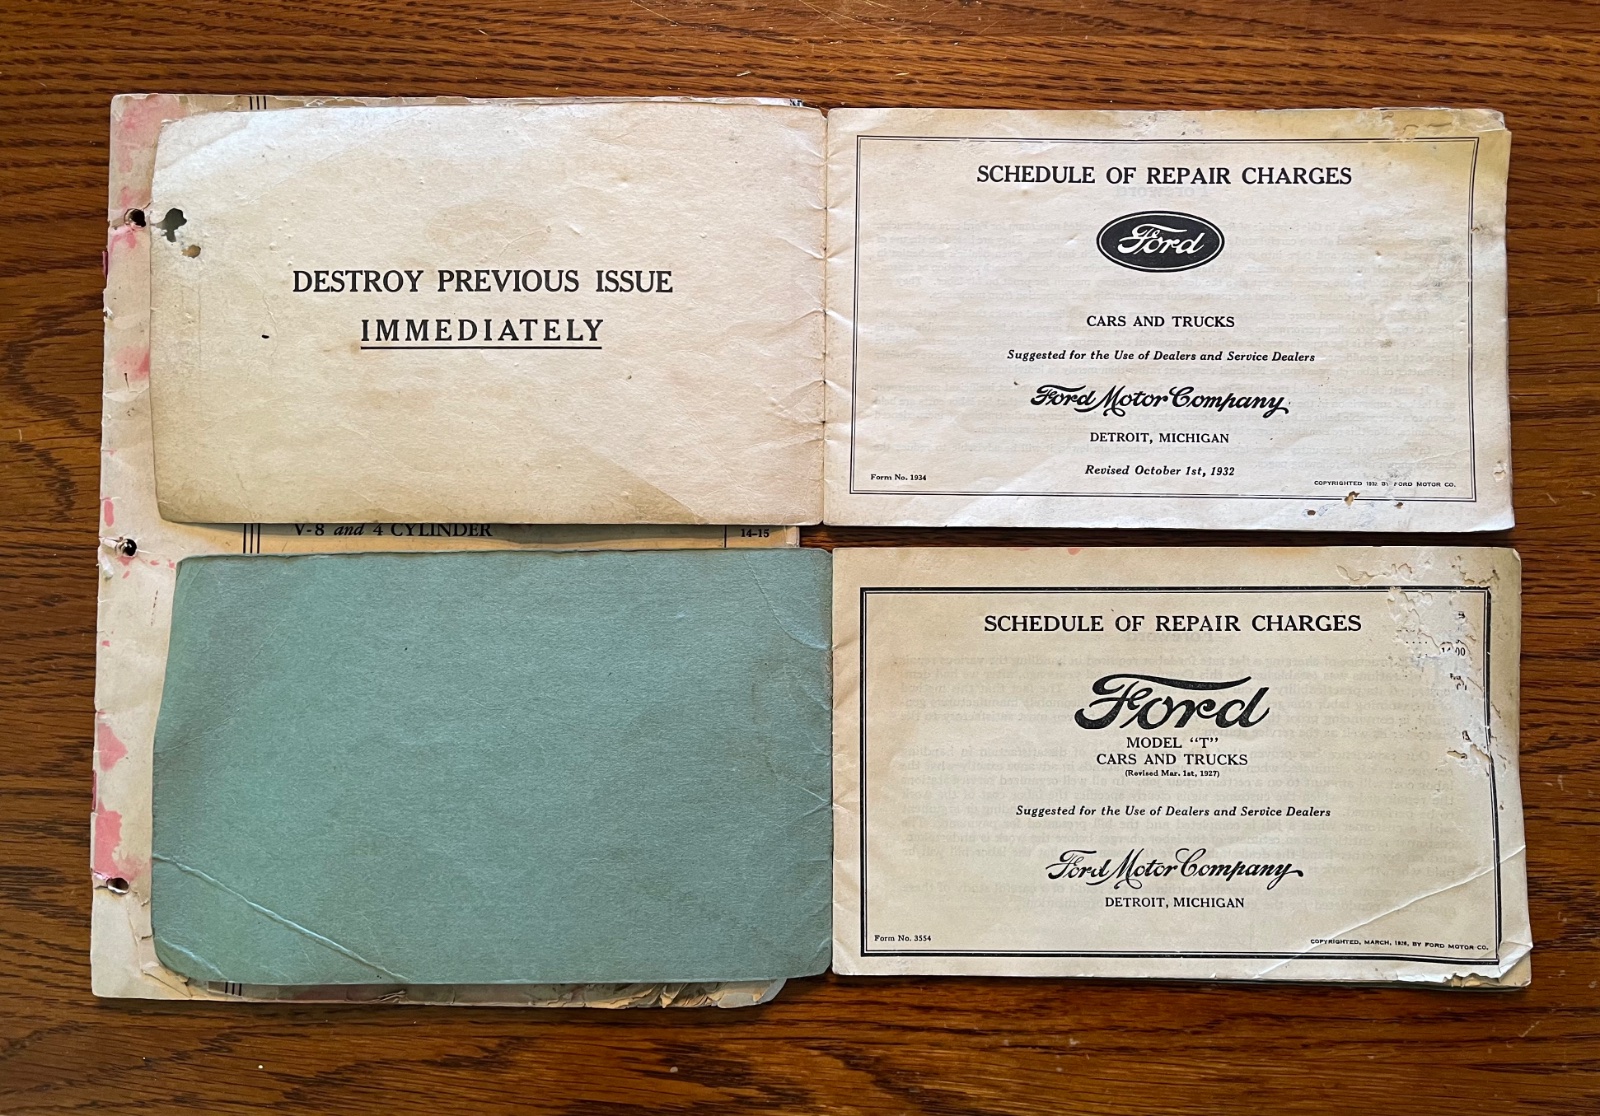 DESTROY PREVIOUS ISSUE
IMMEDIATELY
SCHEDULE OF REPAIR CHARGES
Ford
CARS AND TRUCKS
Suggested for the Use of Dealers and Service Dealers
Ford Motor Company
DETROIT, MICHIGAN
Revised October 1st, 1932
Form No. 1934
COPYRIGHTED 1932 BY FORD MOTOR CO.
V-8 and 4 CYLINDER
14-15
SCHEDULE OF REPAIR CHARGES
Ford
MODEL "T"
CARS AND TRUCKS
(Revised Mar. 1st, 1927)
Suggested for the Use of Dealers and Service Dealers
Ford Motor Company
DETROIT, MICHIGAN
Form No. 3554
COPYRIGHTED, MARCH, 1926, BY FORD MOTOR CO.